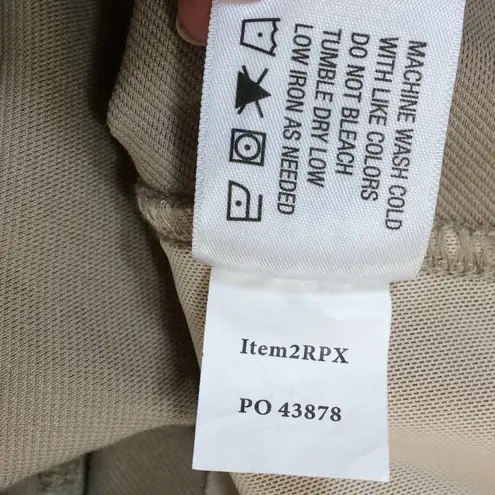 MACHINE WASH COLD
WITH LIKE COLORS
DO NOT BLEACH
TUMBLE DRY LOW
LOW IRON AS NEEDED
Item2RPX
PO 43878